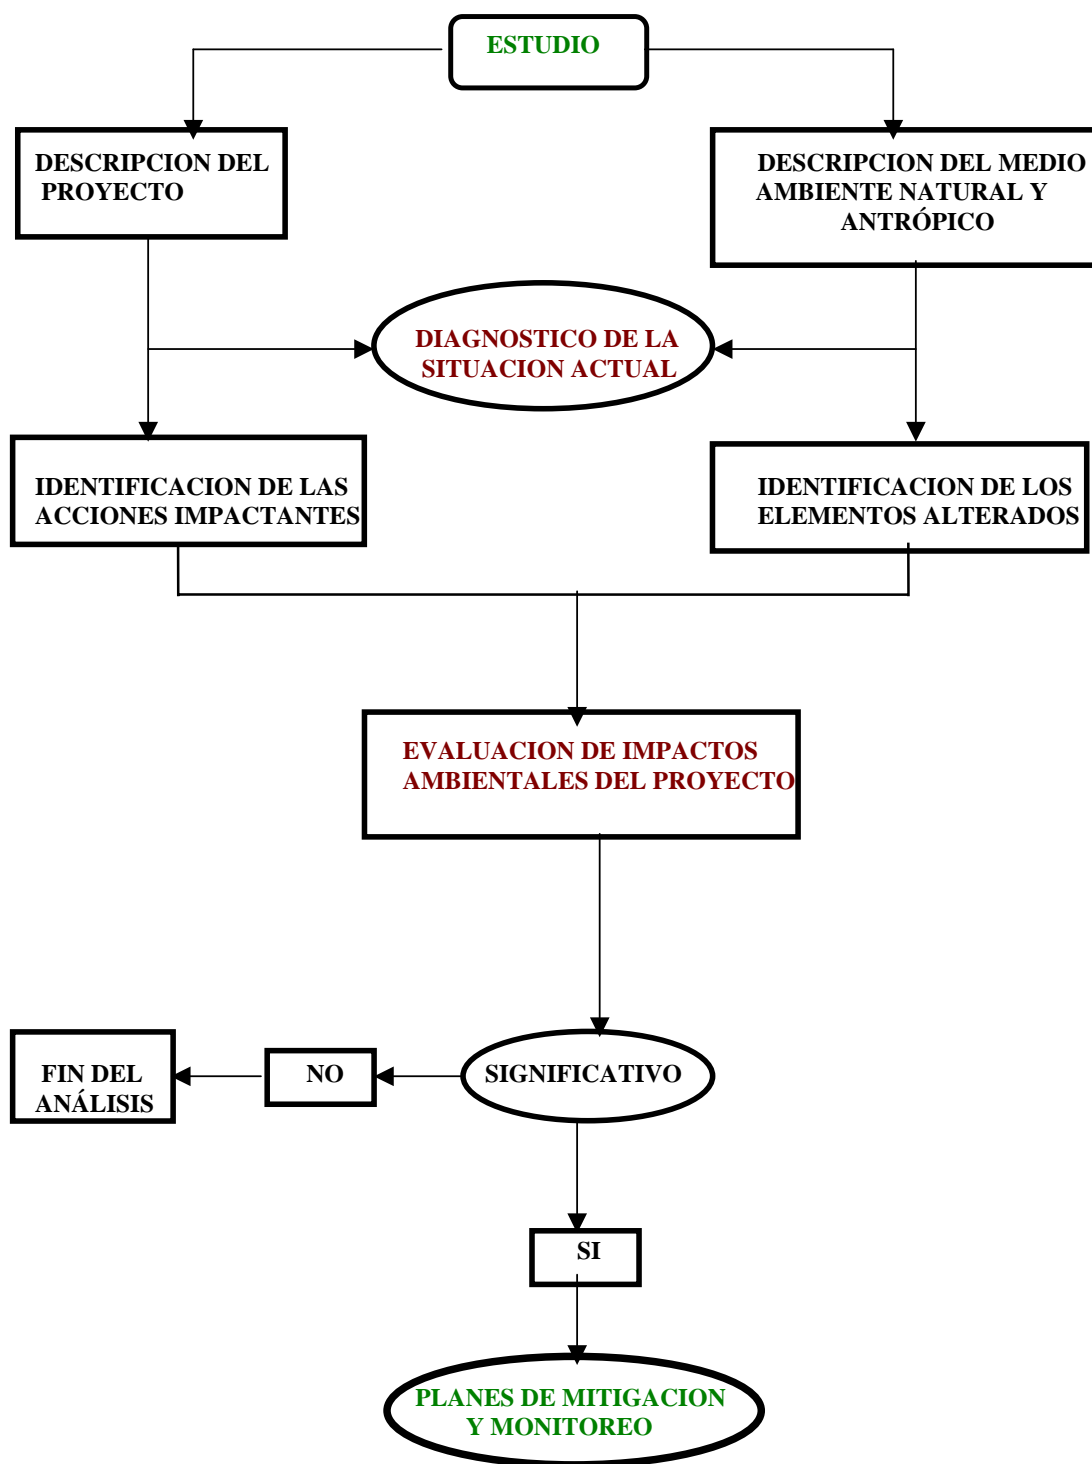 ESTUDIO
DESCRIPCION DEL
PROYECTO
DESCRIPCION DEL MEDIO
AMBIENTE NATURAL Y
ANTRÓPICO
DIAGNOSTICO DE LA
SITUACION ACTUAL
IDENTIFICACION DE LAS
ACCIONES IMPACTANTES
IDENTIFICACION DE LOS
ELEMENTOS ALTERADOS
EVALUACION DE IMPACTOS
AMBIENTALES DEL PROYECTO
SIGNIFICATIVO
NO
FIN DEL
ANÁLISIS
SI
PLANES DE MITIGACION
Y MONITOREO